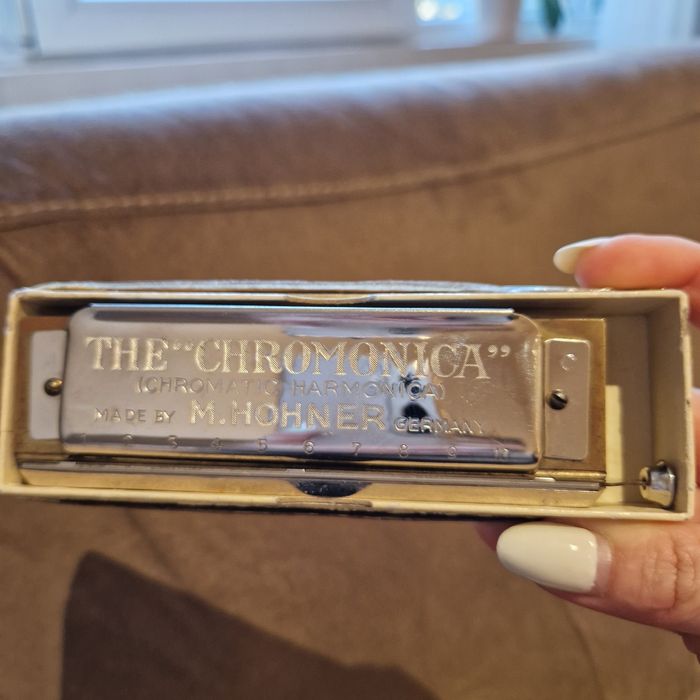 THE "CHROMONICA"
(CHROMATIC HARMONICA)
MADE BY M. HOHNER GERMANY
1 2 3 4 5 6 7 8 9 10
C